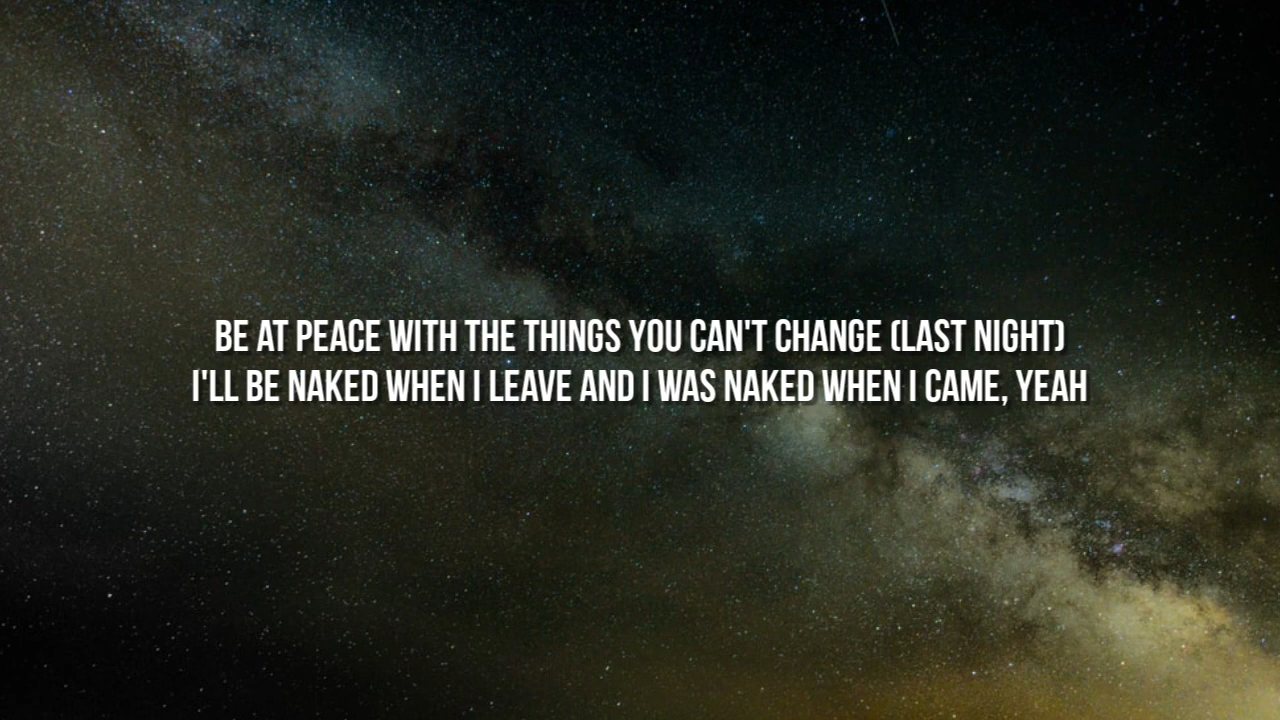 BE AT PEACE WITH THE THINGS YOU CAN'T CHANGE (LAST NIGHT)
I'LL BE NAKED WHEN I LEAVE AND I WAS NAKED WHEN I CAME, YEAH